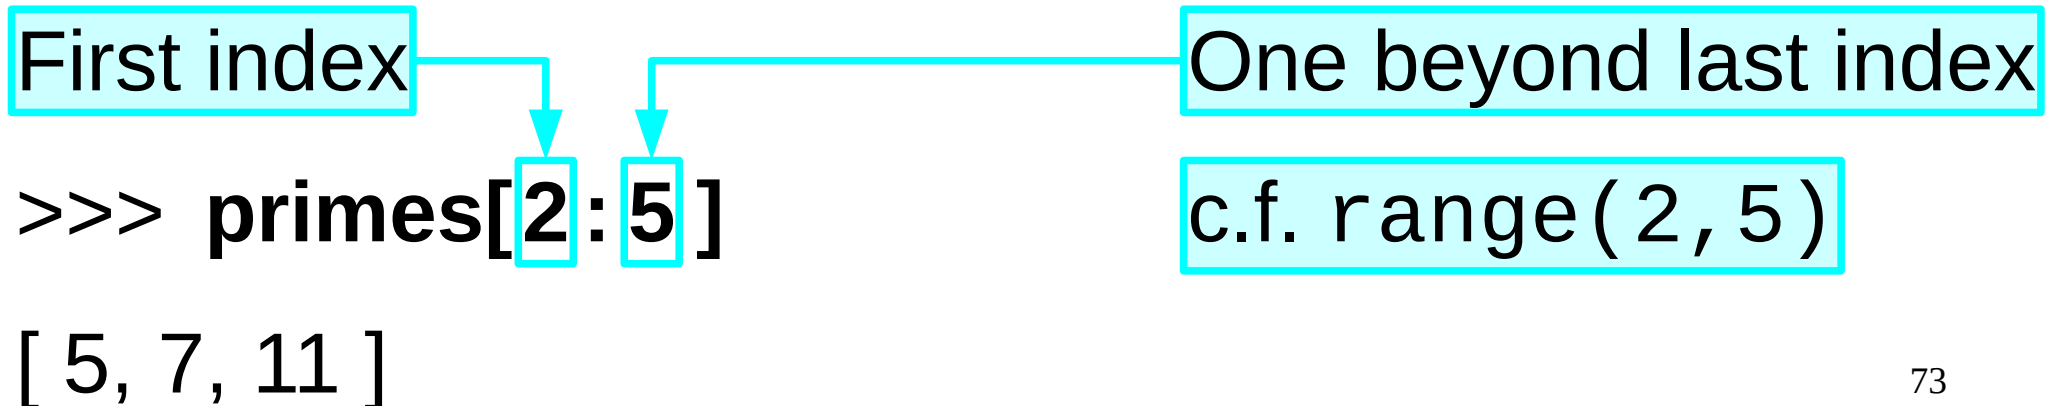 First index
One beyond last index
>>> primes[2:5]
c.f. range(2,5)
[ 5, 7, 11 ]
73